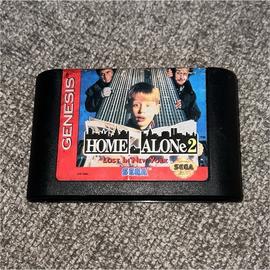 GENESIS
HOME ALONE 2
LOST IN NEW YORK
SEGA
SEGA